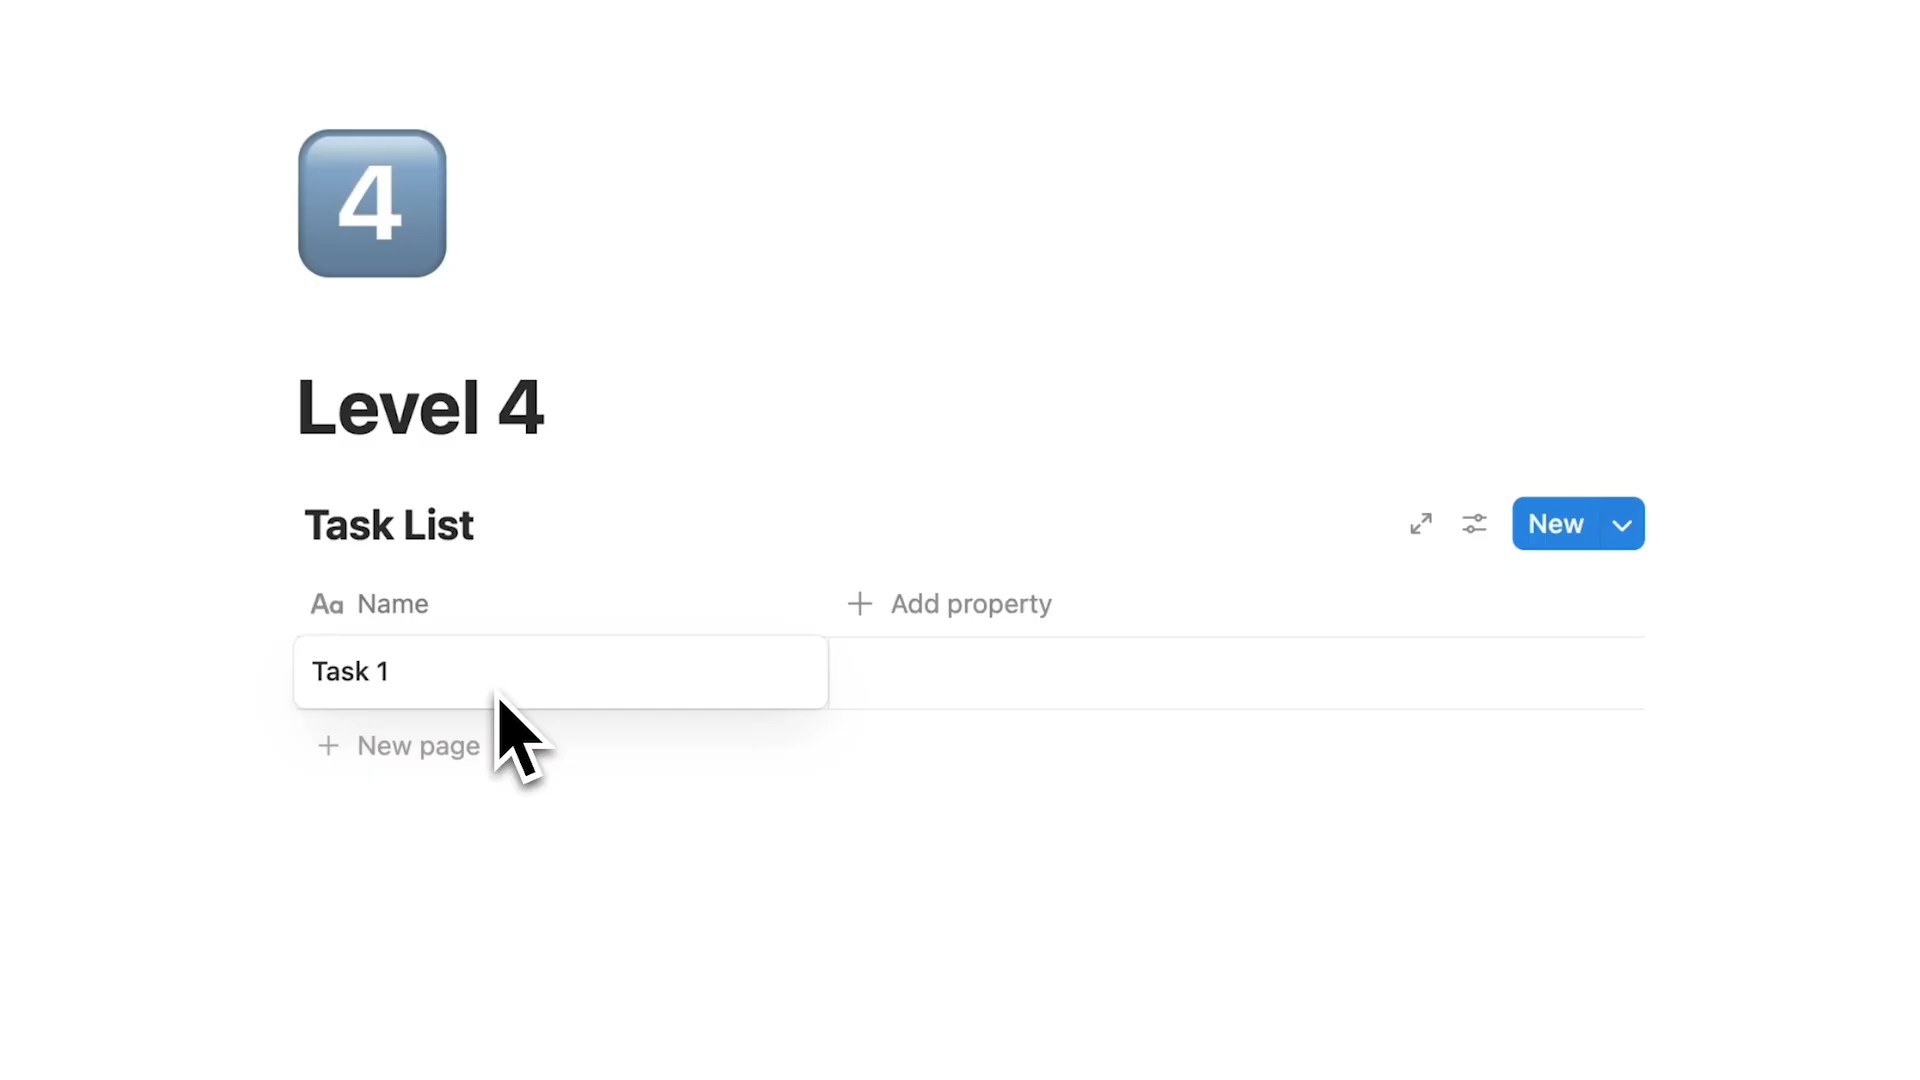 4
Level 4
Task List
New
Aa Name
Add property
Task 1
New page